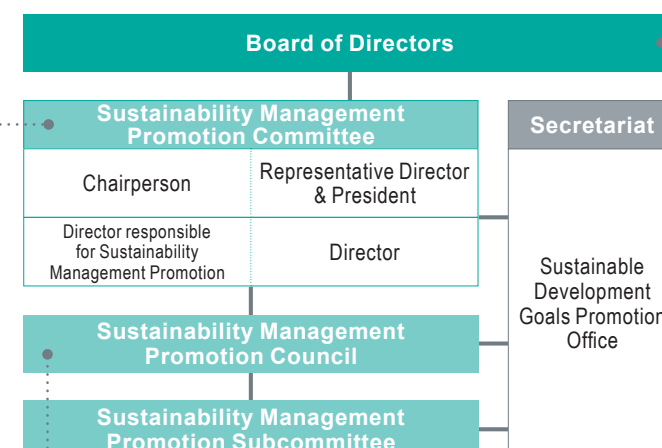 Board of Directors
Sustainability Management
Promotion Committee
Secretariat
Chairperson
Representative Director
& President
Director responsible
for Sustainability
Management Promotion
Director
Sustainable
Development
Goals Promotion
Office
Sustainability Management
Promotion Council
Sustainability Management
Promotion Subcommittee